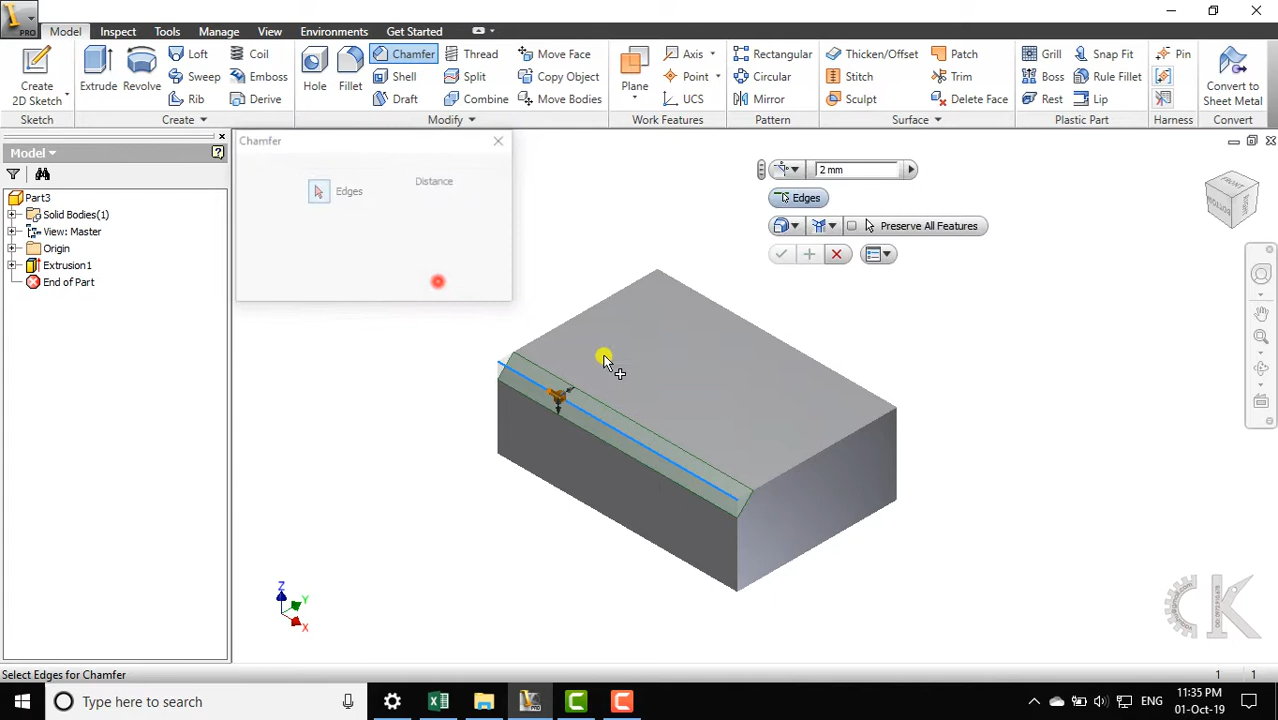 PRO
Model Inspect Tools Manage View Environments Get Started
Create 2D Sketch
Extrude Revolve
Loft Coil
Sweep Emboss
Rib Derive
Hole Fillet
Chamfer Thread Move Face
Shell Split Copy Object
Draft Combine Move Bodies
Plane
Axis
Point
UCS
Rectangular
Circular
Mirror
Thicken/Offset Patch
Stitch Trim
Sculpt Delete Face
Grill Snap Fit
Boss Rule Fillet
Rest Lip
Pin
Convert to Sheet Metal
Sketch Create Modify Work Features Pattern Surface Plastic Part Harness Convert
Model
Part3
Solid Bodies(1)
View: Master
Origin
Extrusion1
End of Part
Chamfer
Edges
Distance
2 mm
Edges
Preserve All Features
FRONT
Z
Y
X
Select Edges for Chamfer
1 1
Type here to search
PRO
ENG
11:35 PM
01-Oct-19